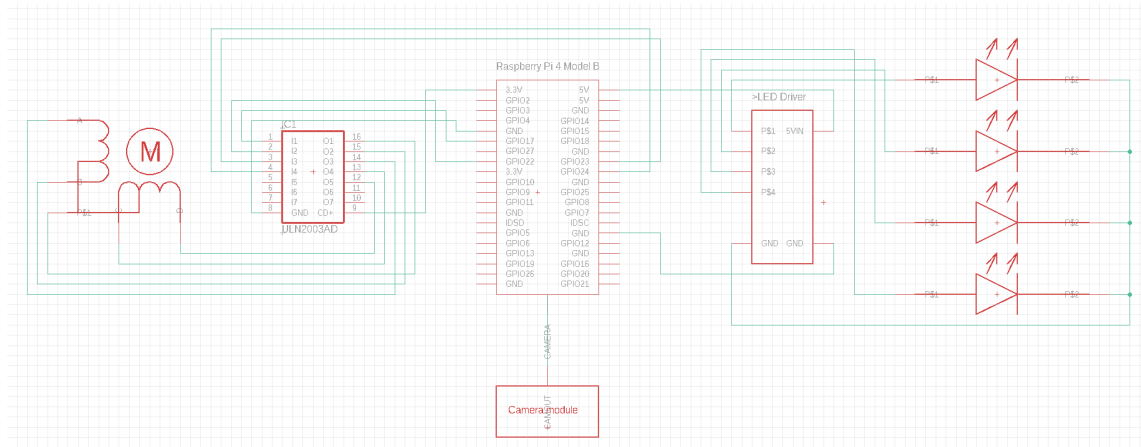 Raspberry Pi 4 Model B
3.3V
GPIO2
GPIO3
GPIO4
GND
GPIO17
GPIO27
GPIO22
3.3V
GPIO10
GPIO9
GPIO11
GND
IDSD
GPIO5
GPIO6
GPIO13
GPIO19
GPIO26
GND
5V
5V
GND
GPIO14
GPIO15
GPIO18
GND
GPIO23
GPIO24
GND
GPIO25
GPIO8
GPIO7
IDSC
GND
GPIO12
GND
GPIO16
GPIO20
GPIO21
CAMERA
CAMOUT
Camera module
IC1
1 I1 O1 16
2 I2 O2 15
3 I3 O3 14
4 I4 O4 13
5 I5 O5 12
6 I6 O6 11
7 I7 O7 10
8 GND CD+ 9
ULN2003AD
A
M
P$1
>LED Driver
P$1 5VIN
P$2
P$3
P$4
GND GND
P$1 P$2
P$1 P$2
P$1 P$2
P$1 P$2